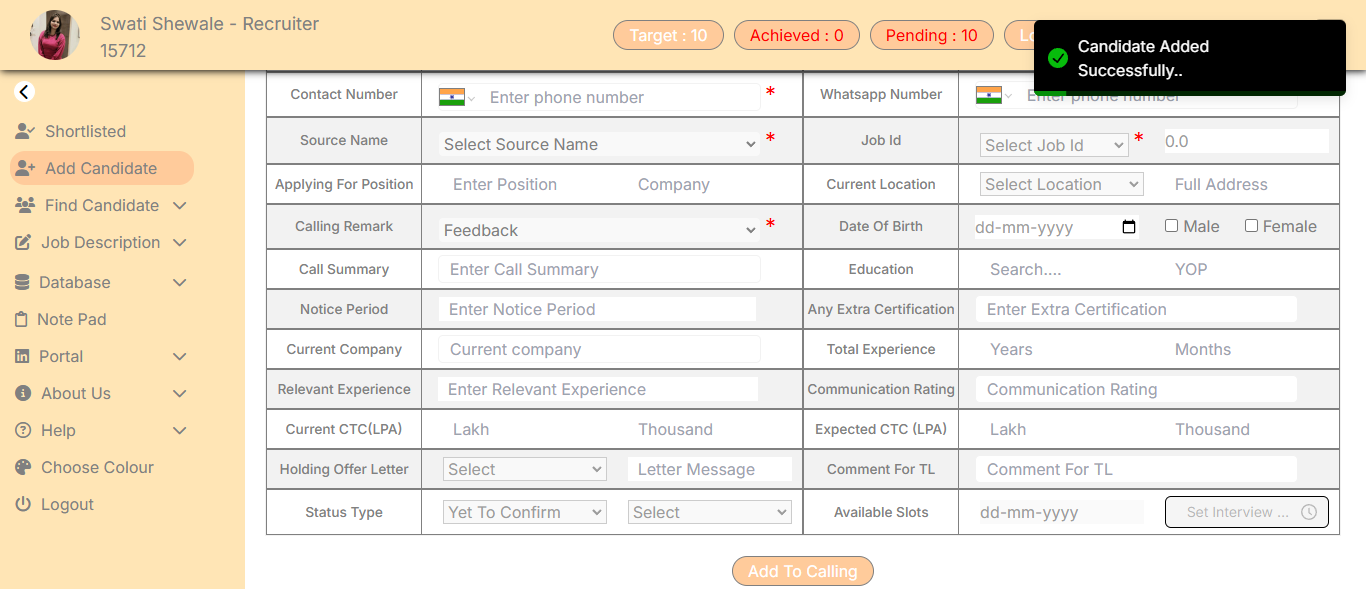 Swati Shewale - Recruiter
15712
Target : 10
Achieved : 0
Pending : 10
Candidate Added
Successfully..
Shortlisted
Add Candidate
Find Candidate
Job Description
Database
Note Pad
Portal
About Us
Help
Choose Colour
Logout
Contact Number Enter phone number * Whatsapp Number Enter phone number
Source Name Select Source Name * Job Id Select Job Id * 0.0
Applying For Position Enter Position Company Current Location Select Location Full Address
Calling Remark Feedback * Date Of Birth dd-mm-yyyy Male Female
Call Summary Enter Call Summary Education Search.... YOP
Notice Period Enter Notice Period Any Extra Certification Enter Extra Certification
Current Company Current company Total Experience Years Months
Relevant Experience Enter Relevant Experience Communication Rating Communication Rating
Current CTC(LPA) Lakh Thousand Expected CTC (LPA) Lakh Thousand
Holding Offer Letter Select Letter Message Comment For TL Comment For TL
Status Type Yet To Confirm Select Available Slots dd-mm-yyyy Set Interview ...
Add To Calling